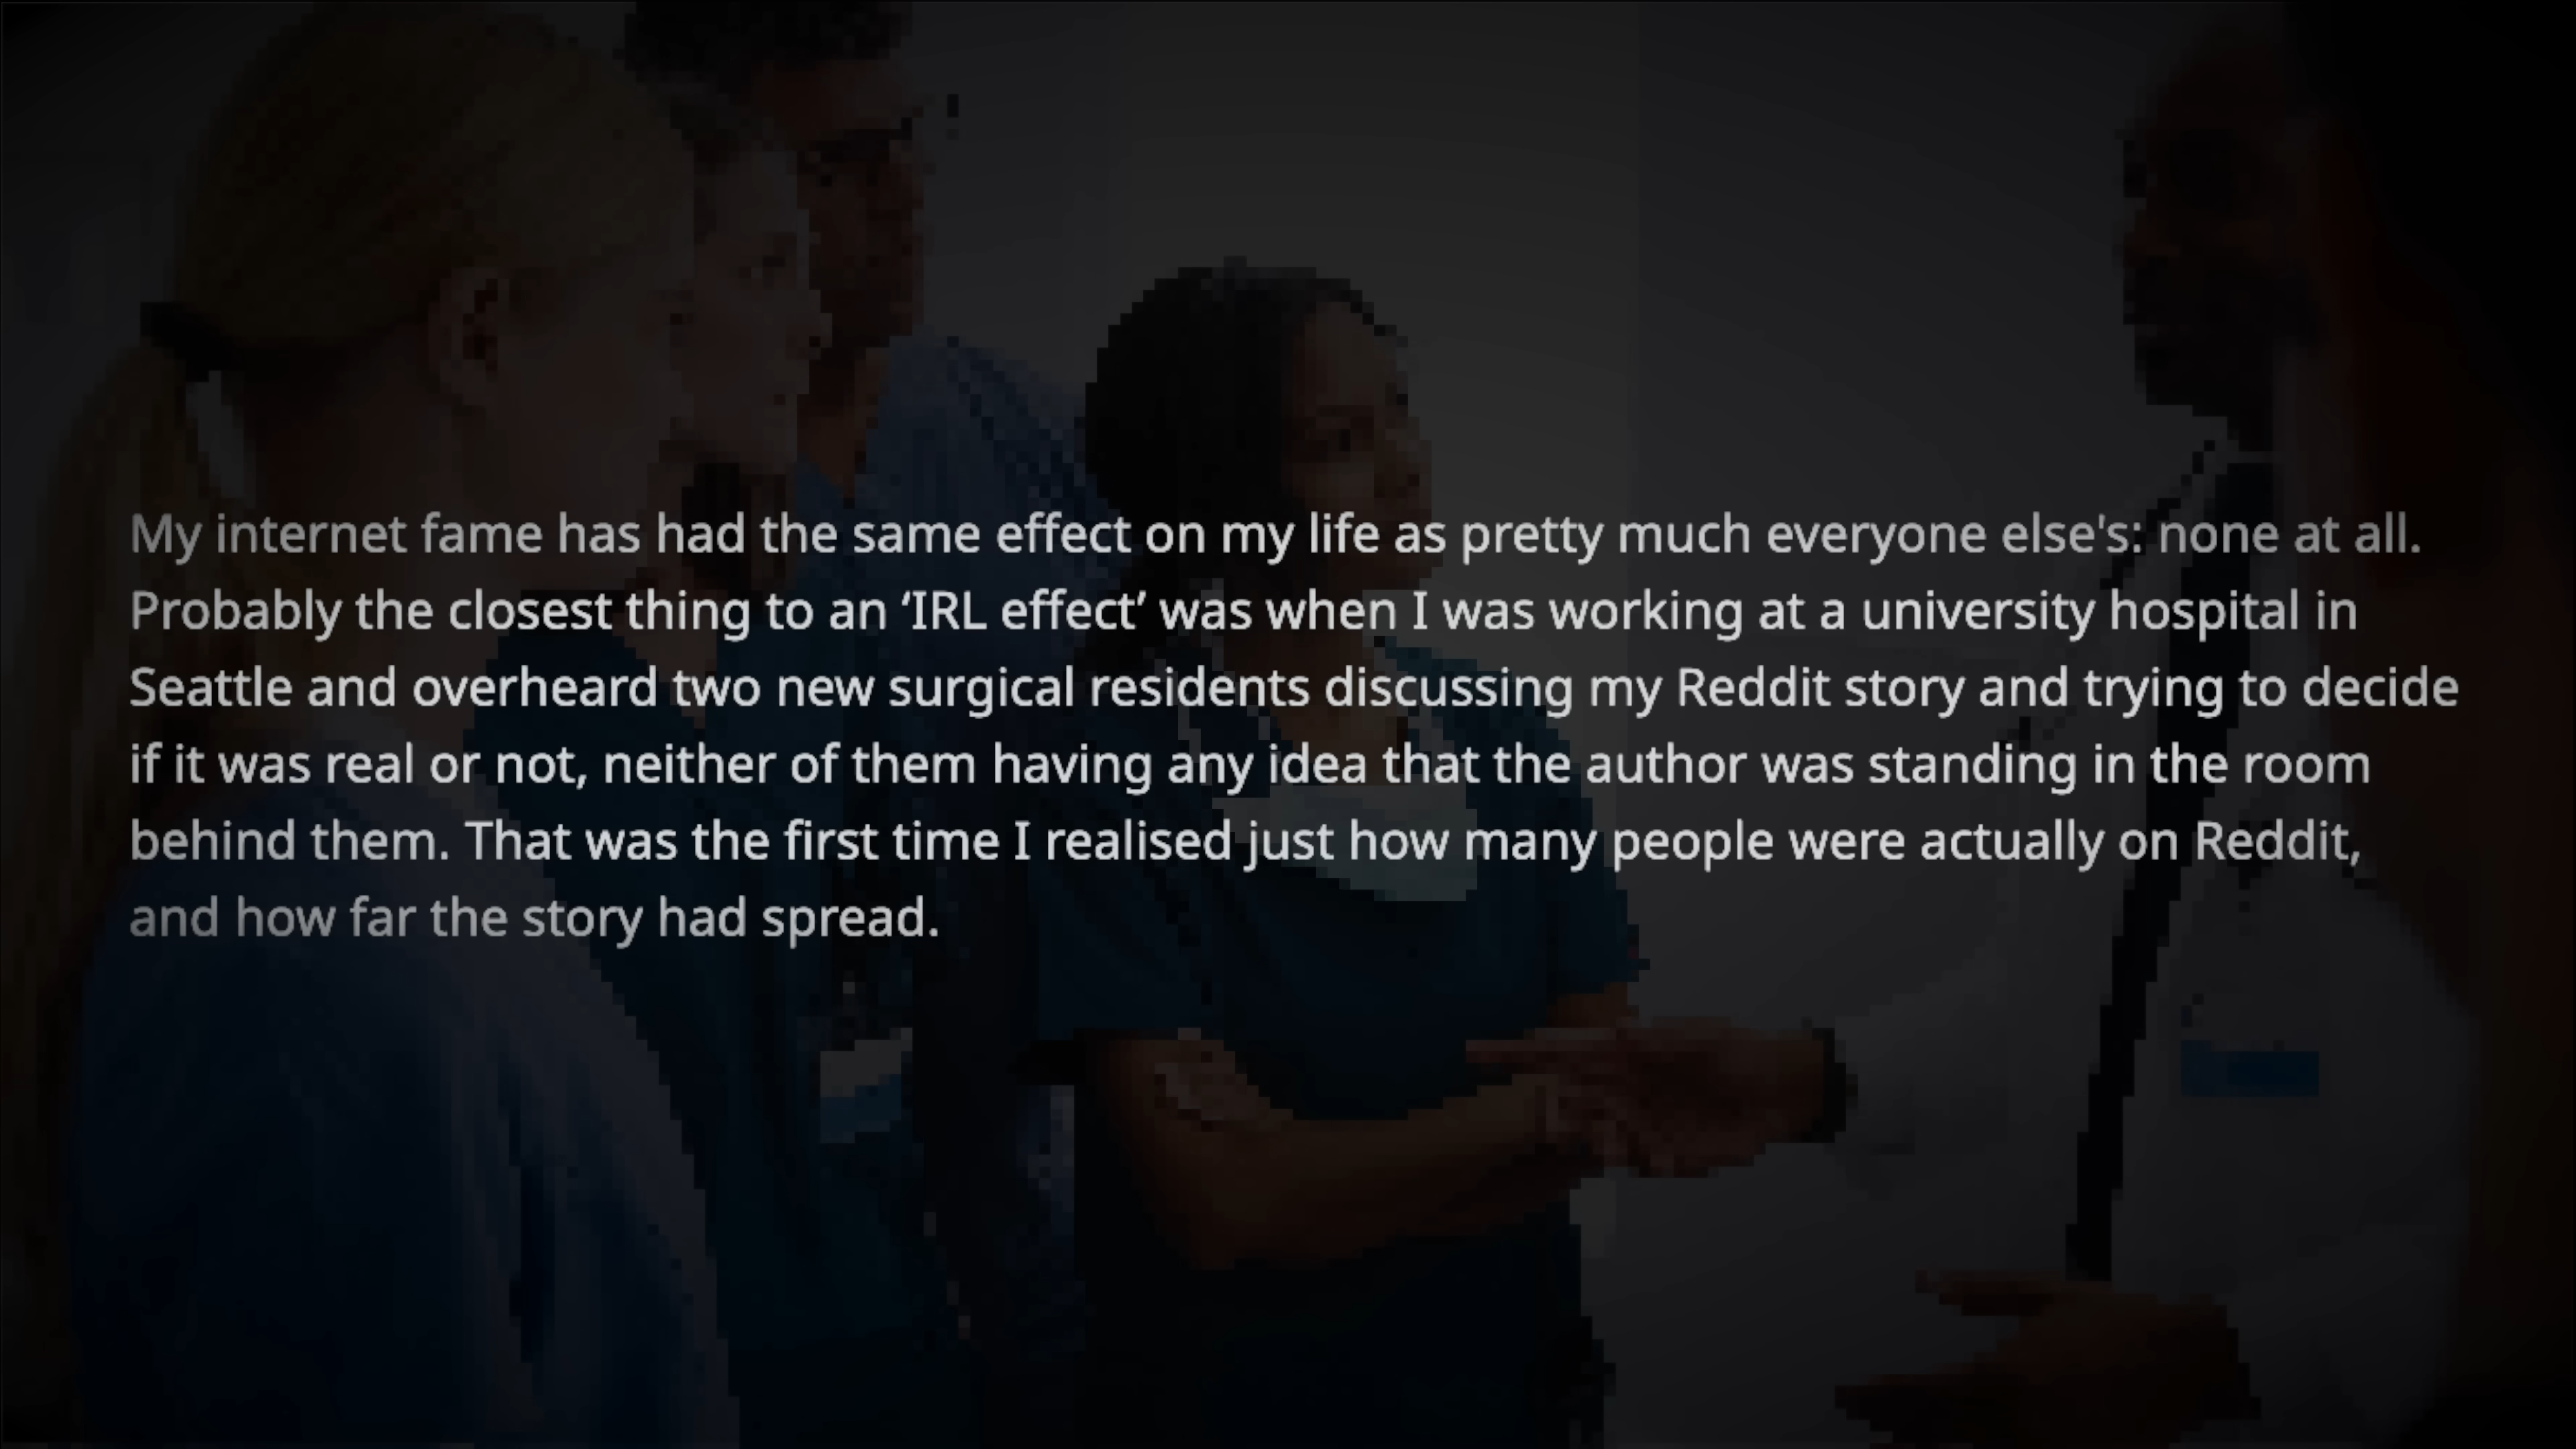 My internet fame has had the same effect on my life as pretty much everyone else's: none at all.
Probably the closest thing to an ‘IRL effect’ was when I was working at a university hospital in
Seattle and overheard two new surgical residents discussing my Reddit story and trying to decide
if it was real or not, neither of them having any idea that the author was standing in the room
behind them. That was the first time I realised just how many people were actually on Reddit,
and how far the story had spread.